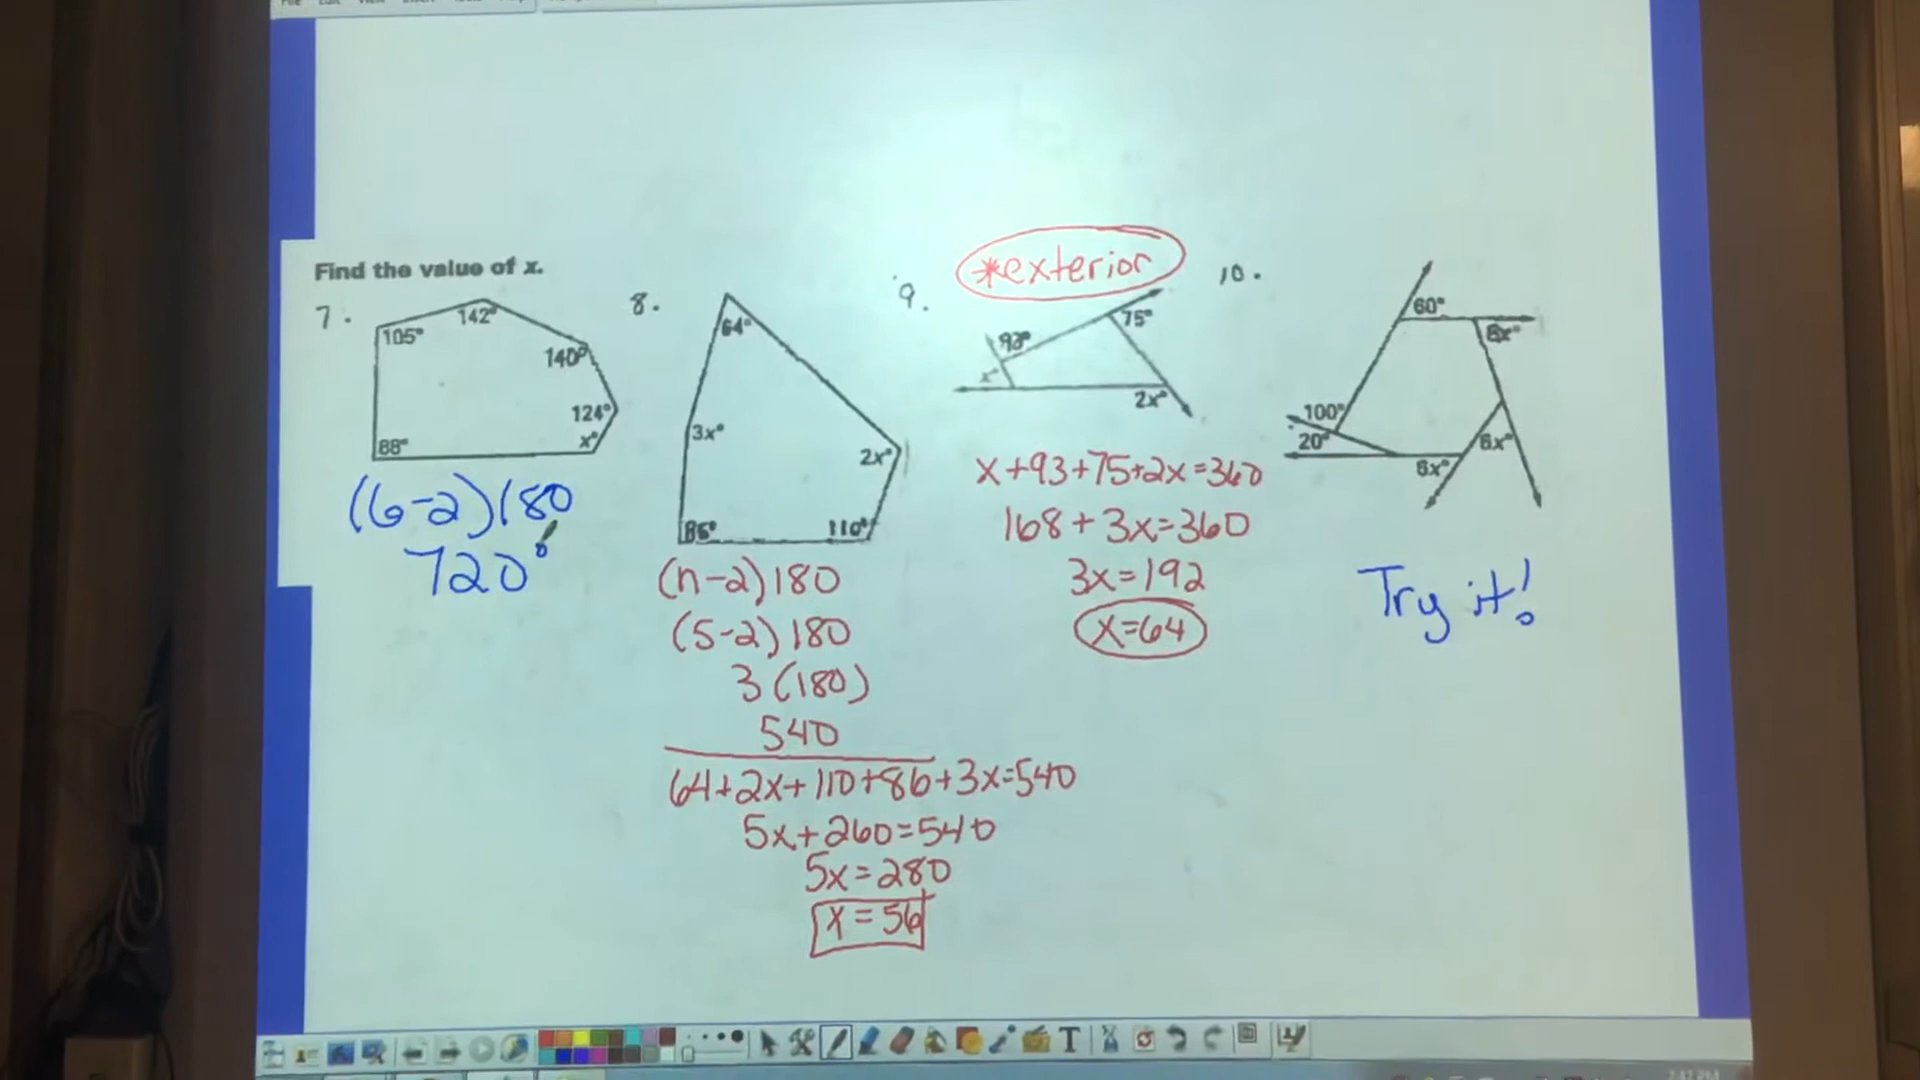 Find the value of x.
7.
105°
142°
140°
124°
x°
88°
(6-2)180
720°
8.
64°
3x°
2x°
86°
110°
(n-2)180
(5-2)180
3(180)
540
64+2x+110+86+3x=540
5x+260=540
5x=280
x=56
9.
*exterior
93°
75°
x°
2x°
x+93+75+2x=360
168+3x=360
3x=192
x=64
10.
60°
8x°
100°
20°
6x°
6x°
Try it!
T
7:47 PM